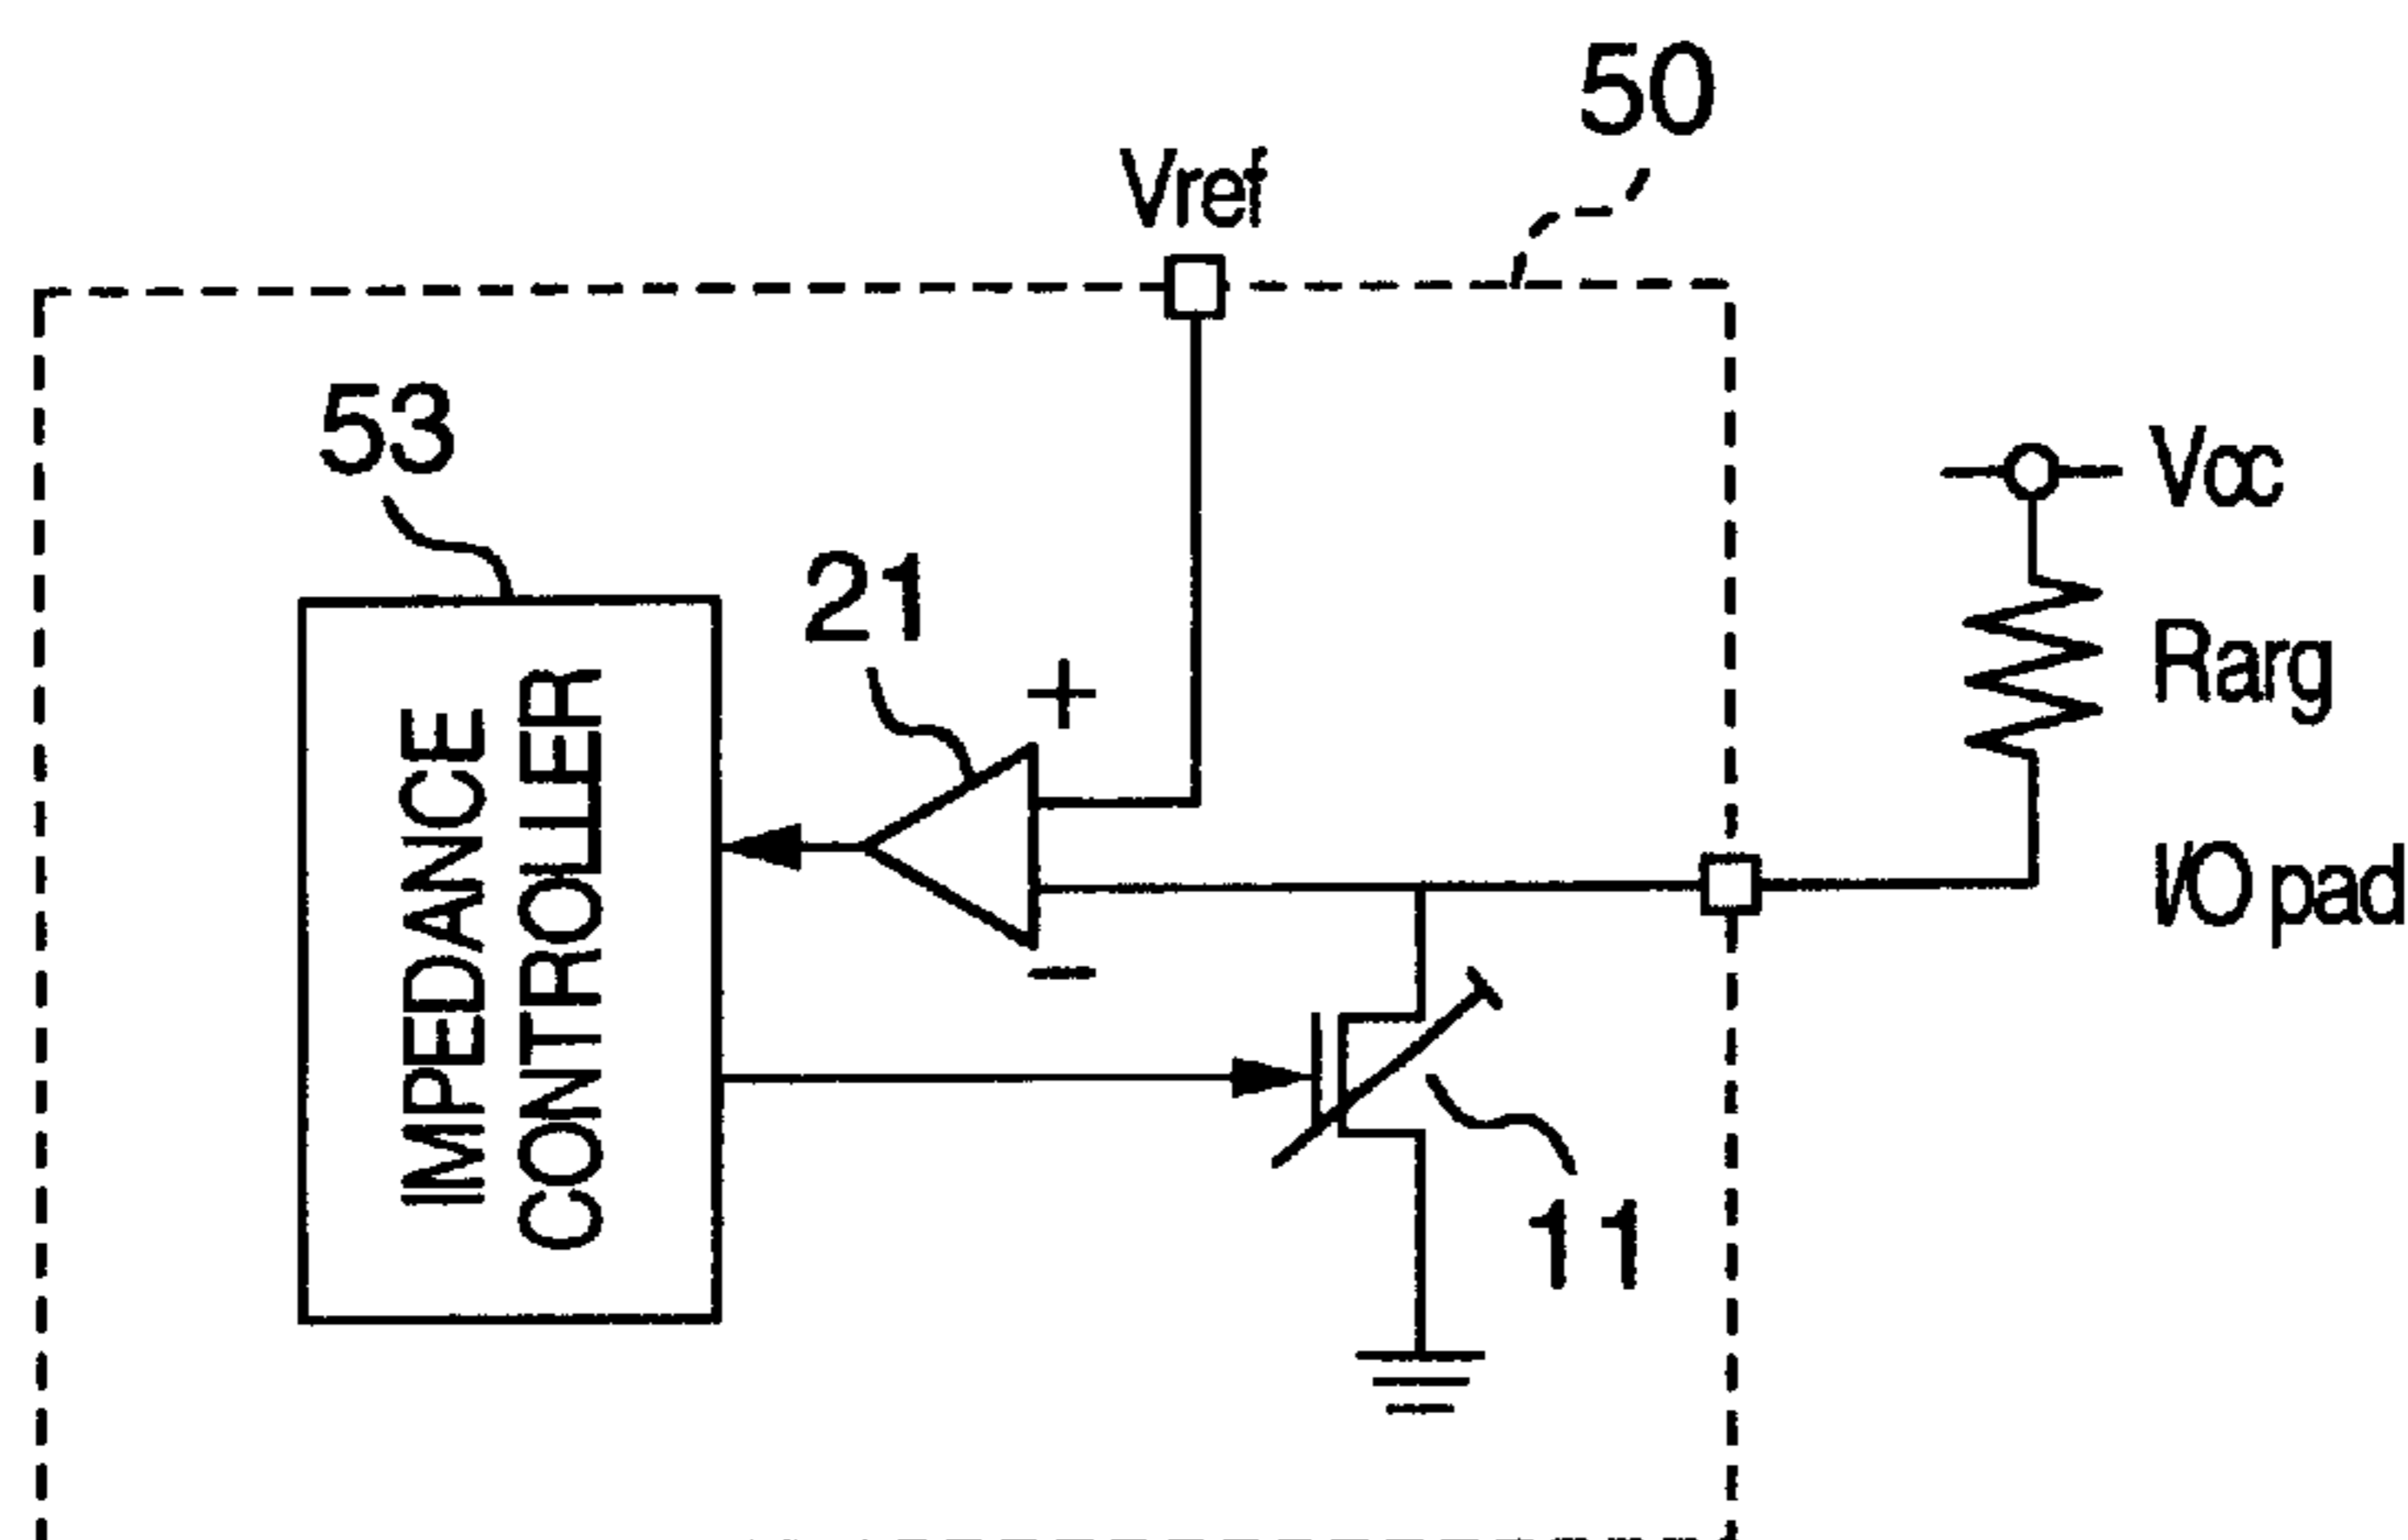 50
Vref
53
Vcc
21
+
Rarg
I/O pad
IMPEDANCE
CONTROLLER
−
11